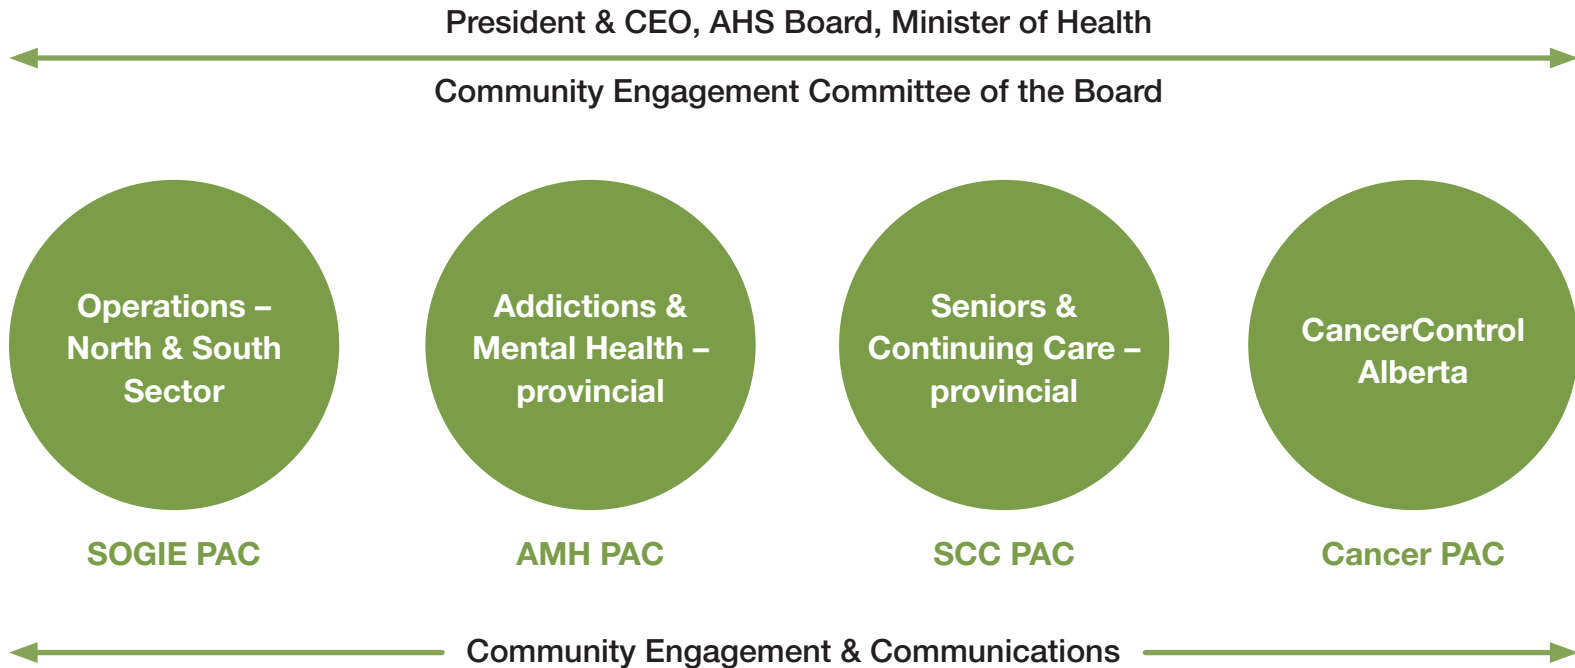 President & CEO, AHS Board, Minister of Health
Community Engagement Committee of the Board
Operations –
North & South
Sector
Addictions &
Mental Health –
provincial
Seniors &
Continuing Care –
provincial
CancerControl
Alberta
SOGIE PAC
AMH PAC
SCC PAC
Cancer PAC
Community Engagement & Communications